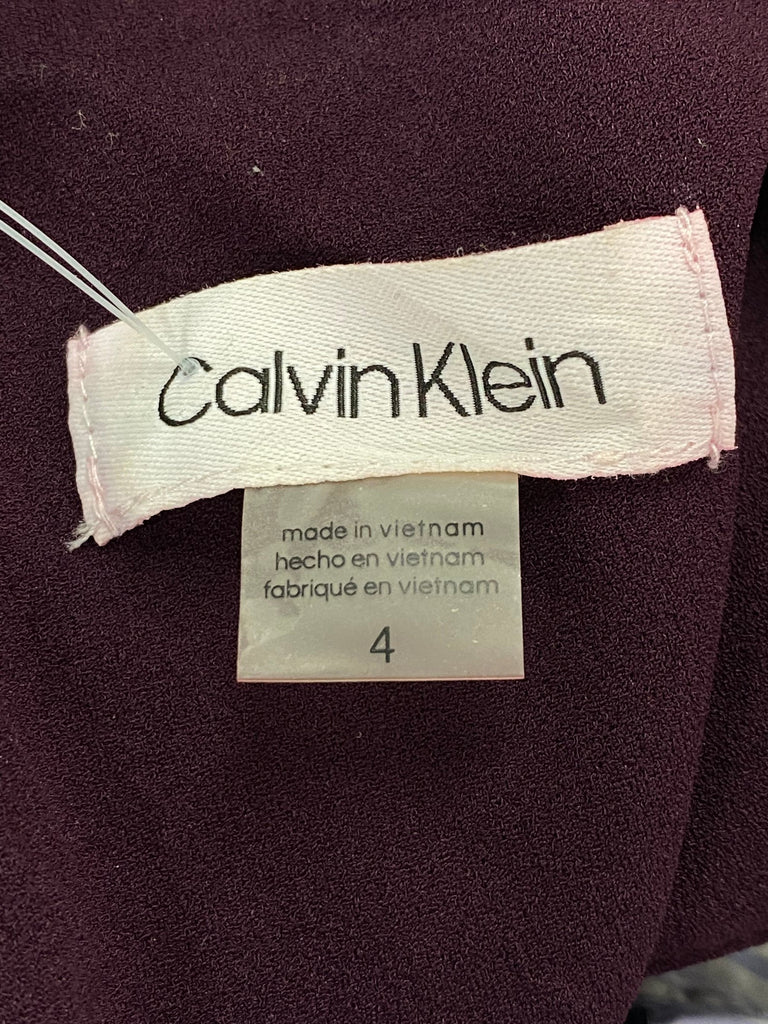 Calvin Klein
made in vietnam
hecho en vietnam
fabriqué en vietnam
4